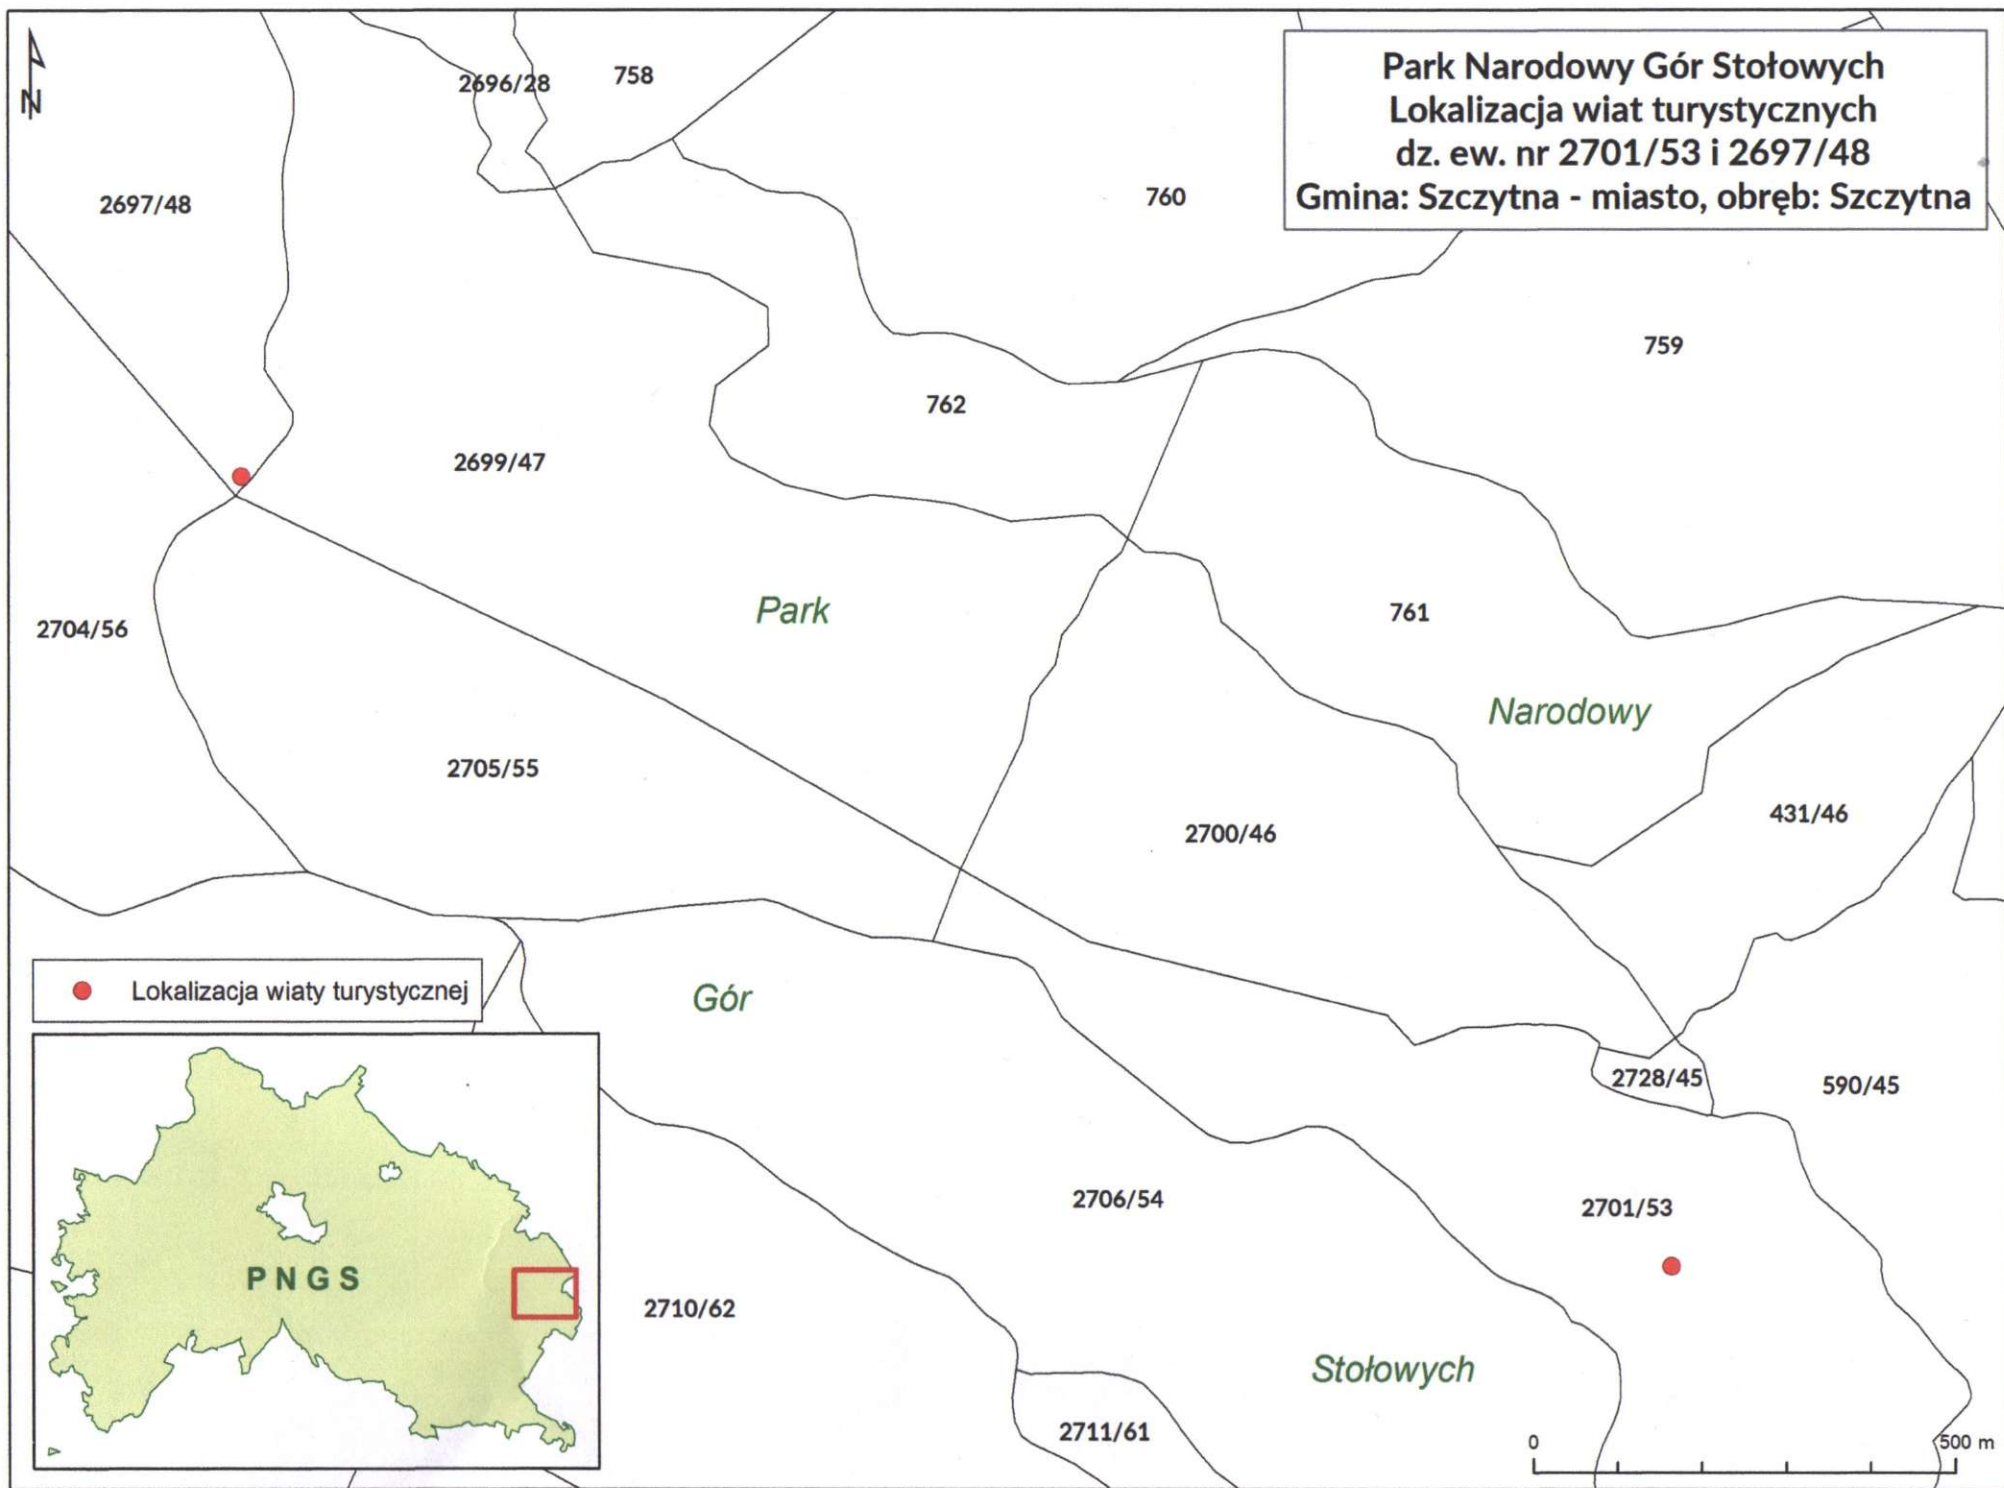 N
2696/28
758
Park Narodowy Gór Stołowych
Lokalizacja wiat turystycznych
dz. ew. nr 2701/53 i 2697/48
Gmina: Szczytna - miasto, obręb: Szczytna
2697/48
760
759
762
2699/47
Park
761
2704/56
Narodowy
2705/55
2700/46
431/46
Lokalizacja wiaty turystycznej
Gór
2728/45
590/45
2706/54
2701/53
PNGS
2710/62
Stołowych
2711/61
0
500 m